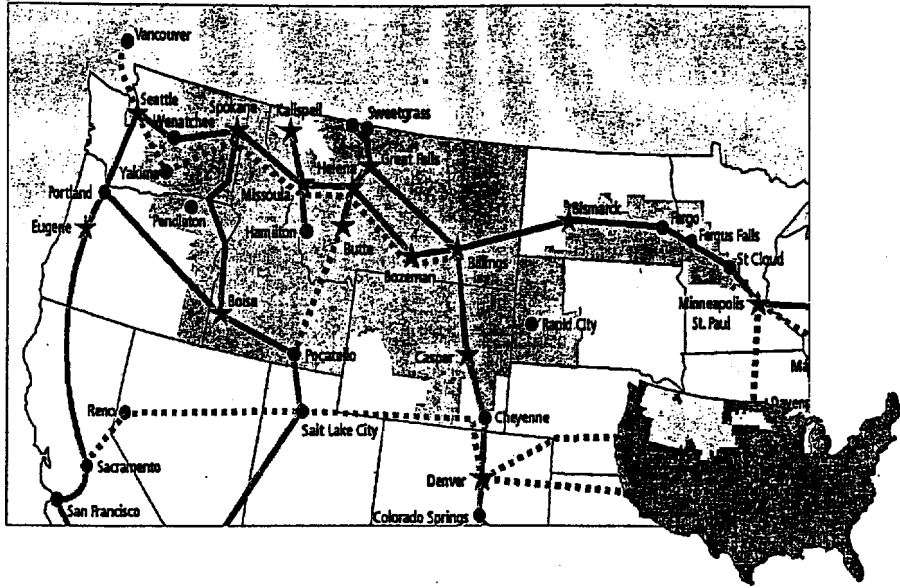 Vancouver
Seattle
Spokane
Kalispell
Sweetgrass
Wenatchee
Great Falls
Helena
Yakima
Missoula
Portland
Pendleton
Bismarck
Fargo
Eugene
Hamilton
Butte
Fergus Falls
Bozeman
Billings
St Cloud
Boise
Minneapolis
St. Paul
Rapid City
Pocatello
Casper
Ma
Reno
Cheyenne
Davenp
Salt Lake City
Sacramento
Denver
San Francisco
Colorado Springs